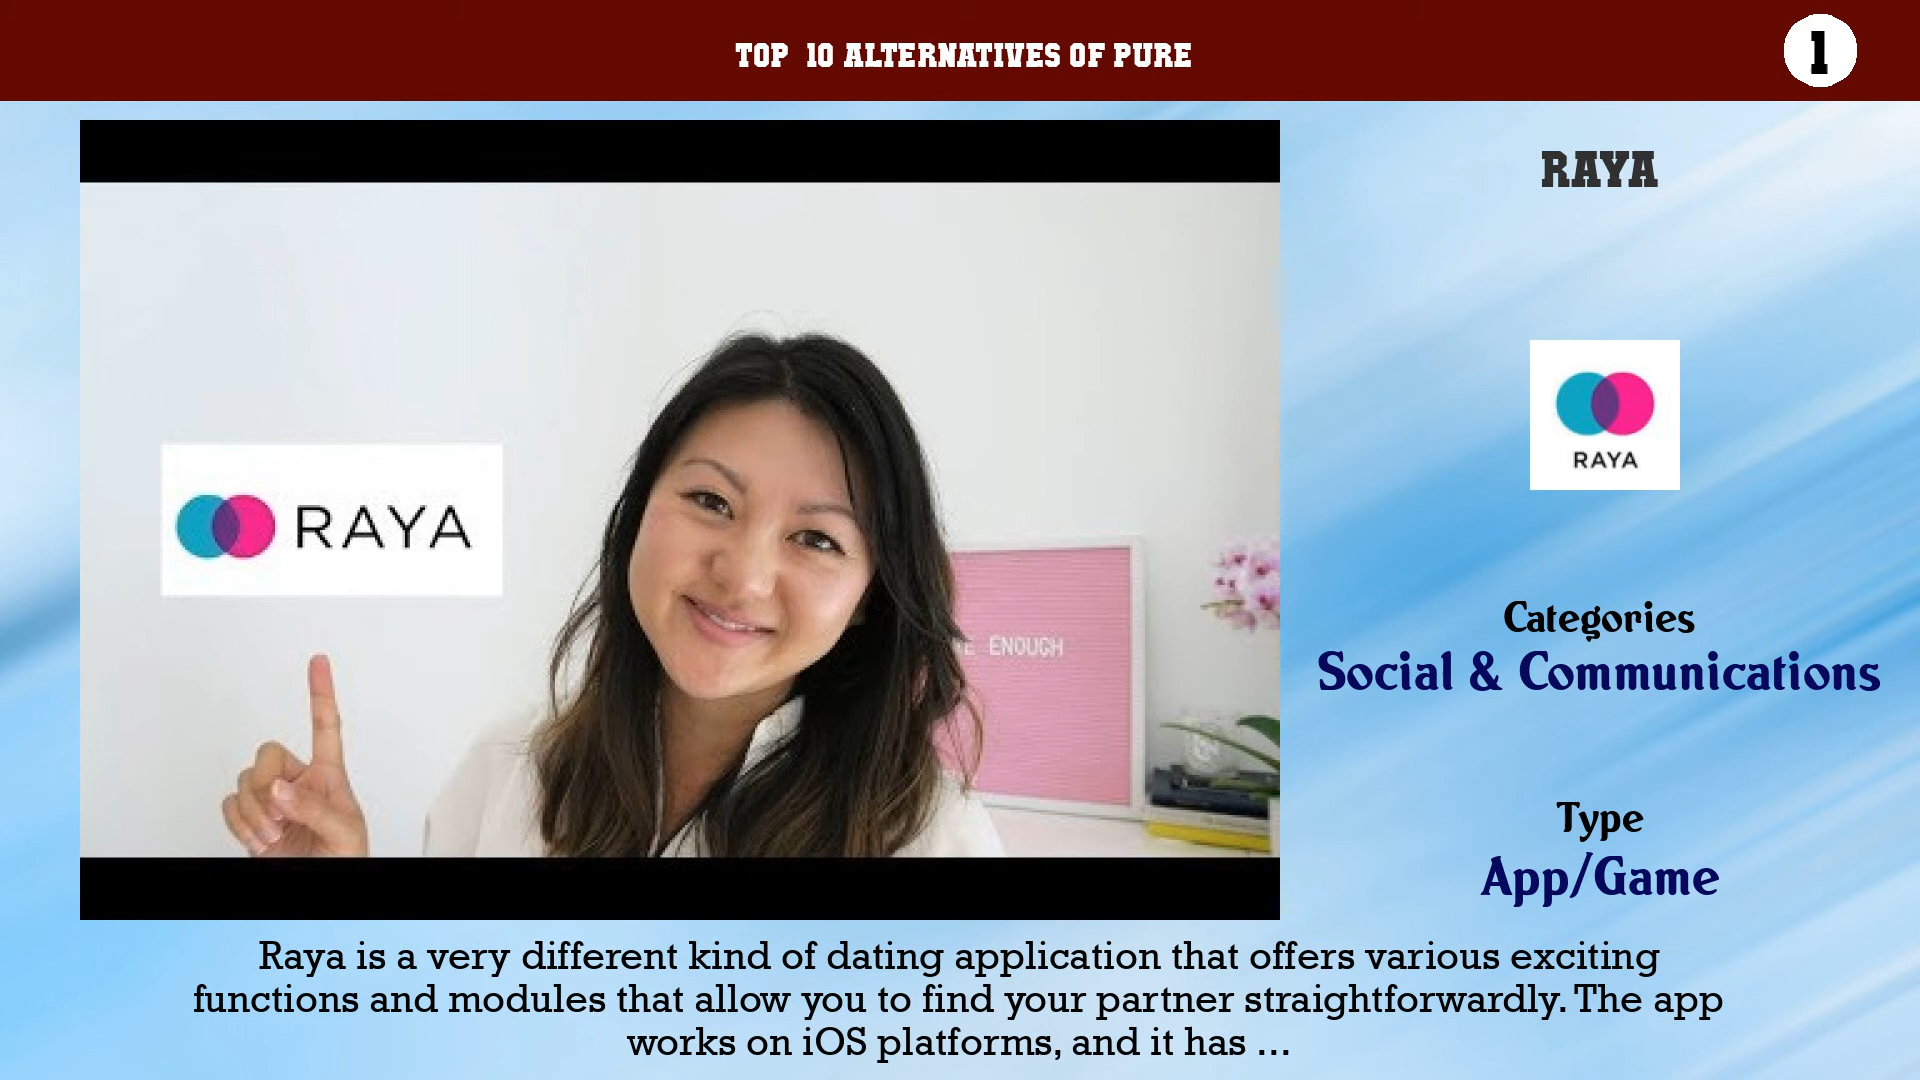 TOP 10 ALTERNATIVES OF PURE
1
RAYA
RAYA
RAYA
ENOUGH
Categories
Social & Communications
Type
App/Game
Raya is a very different kind of dating application that offers various exciting
functions and modules that allow you to find your partner straightforwardly. The app
works on iOS platforms, and it has ...